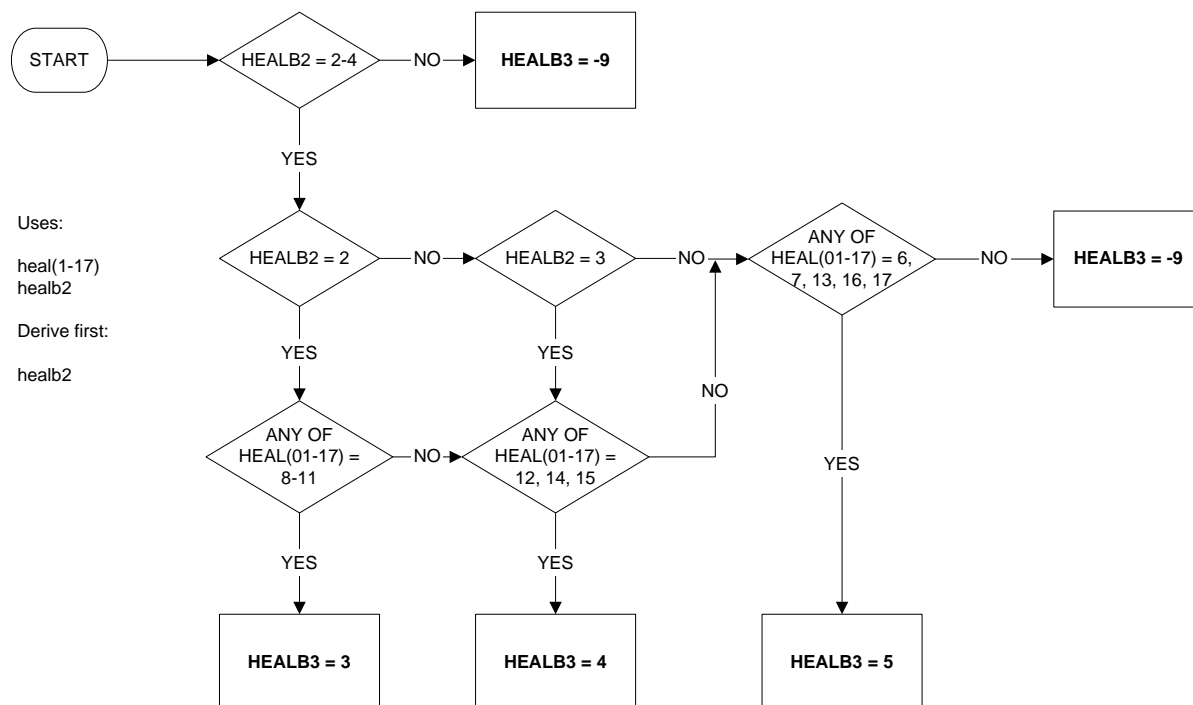 START
HEALB2 = 2-4
NO
HEALB3 = -9
YES
Uses:
heal(1-17)
healb2
Derive first:
healb2
HEALB2 = 2
NO
HEALB2 = 3
NO
ANY OF
HEAL(01-17) = 6,
7, 13, 16, 17
NO
HEALB3 = -9
YES
YES
NO
ANY OF
HEAL(01-17) =
8-11
NO
ANY OF
HEAL(01-17) =
12, 14, 15
YES
YES
YES
HEALB3 = 3
HEALB3 = 4
HEALB3 = 5